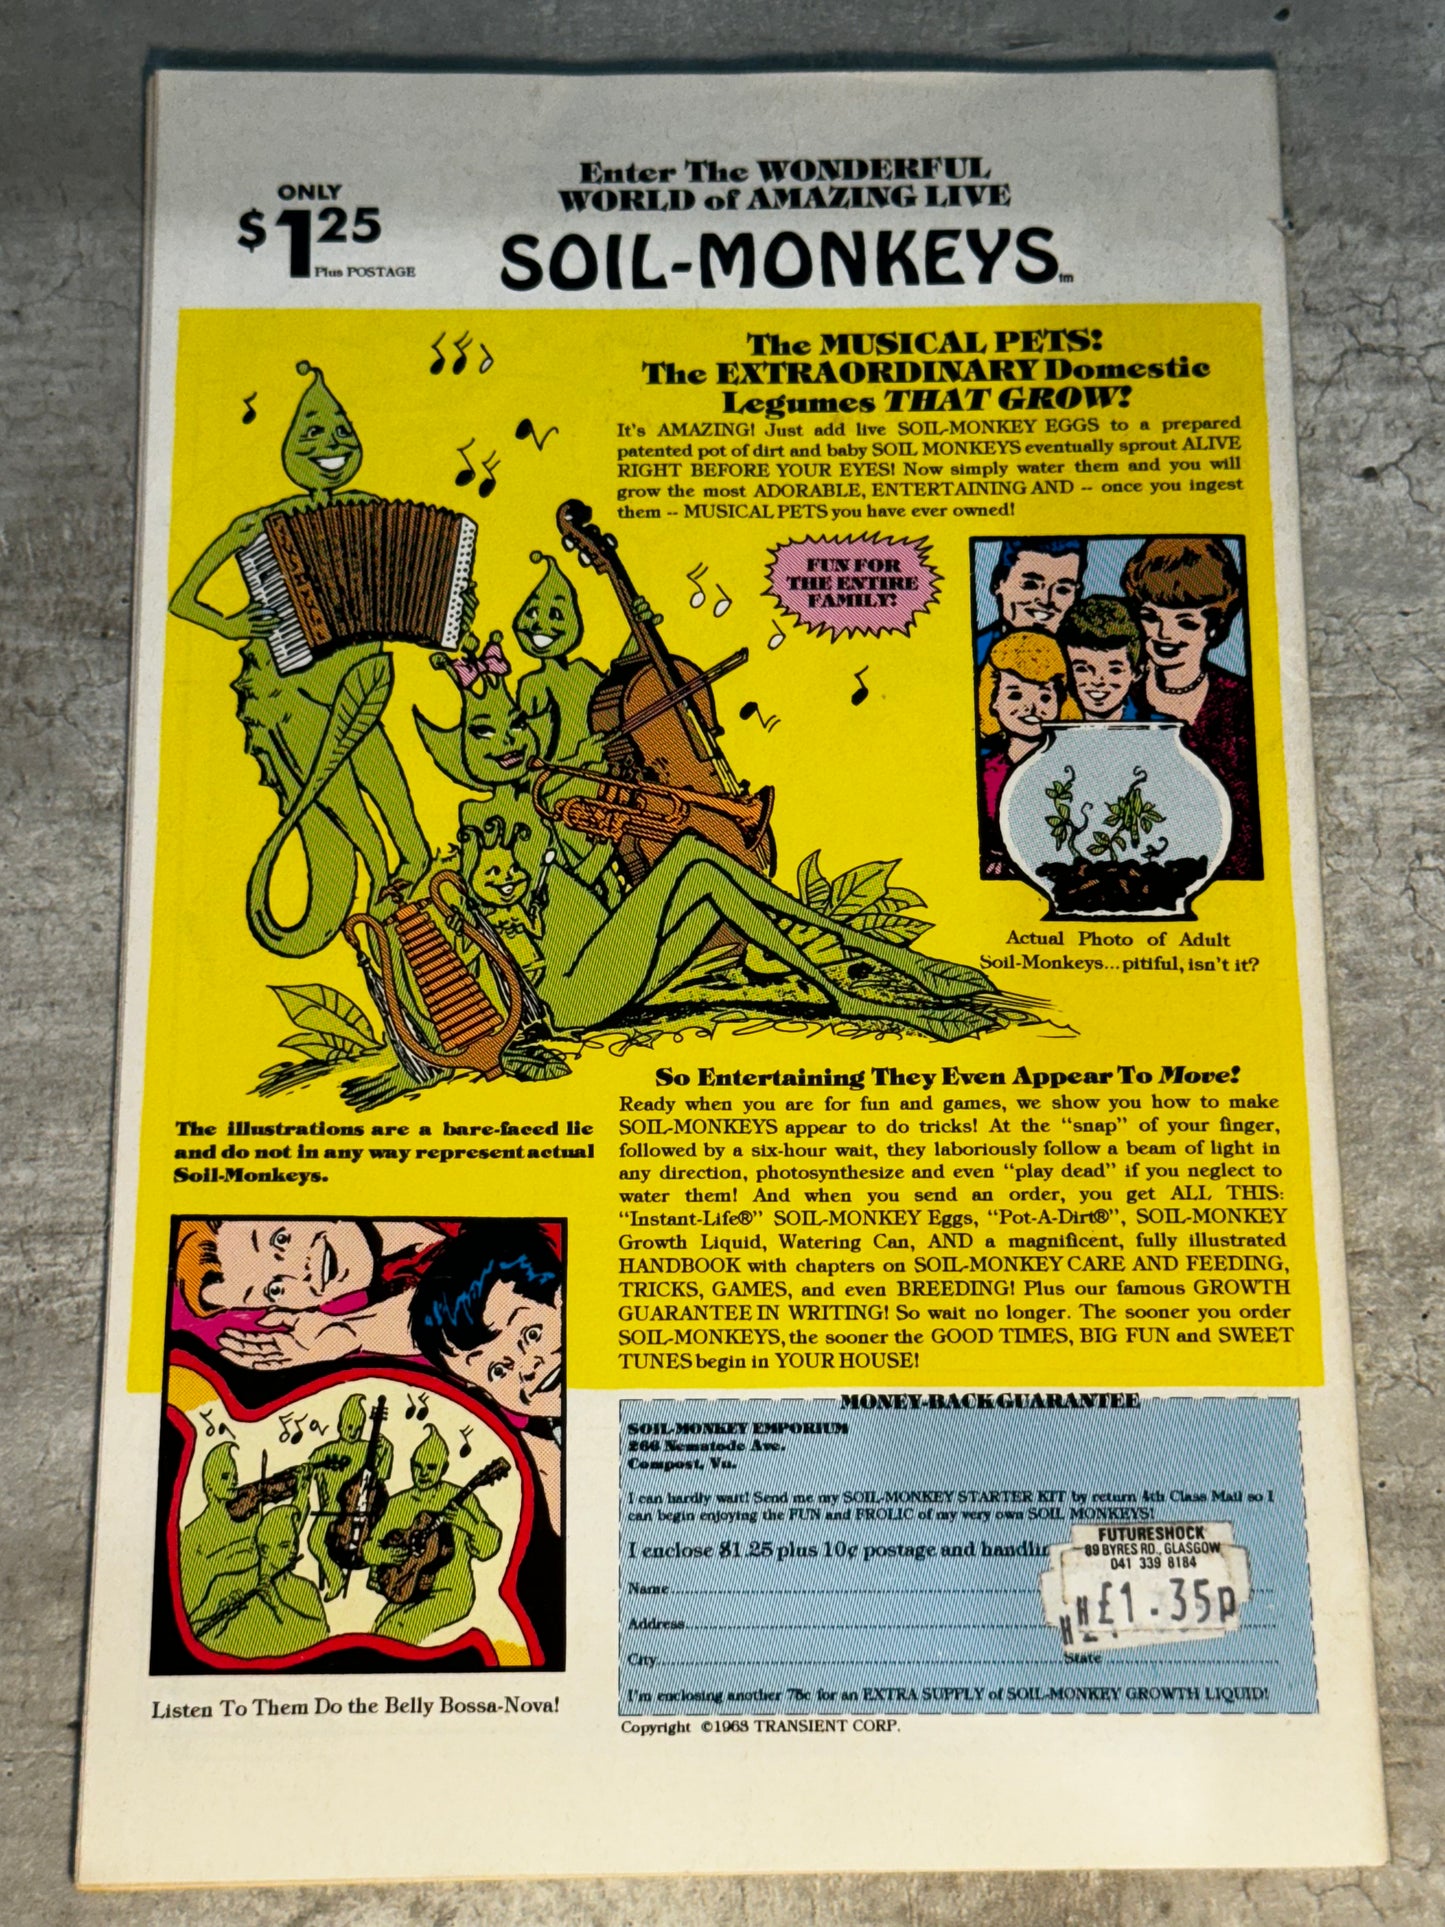 ONLY
$1.25
Plus POSTAGE
Enter The WONDERFUL
WORLD of AMAZING LIVE
SOIL-MONKEYS tm
The MUSICAL PETS!
The EXTRAORDINARY Domestic
Legumes THAT GROW!
It's AMAZING! Just add live SOIL-MONKEY EGGS to a prepared
patented pot of dirt and baby SOIL MONKEYS eventually sprout ALIVE
RIGHT BEFORE YOUR EYES! Now simply water them and you will
grow the most ADORABLE, ENTERTAINING AND -- once you ingest
them -- MUSICAL PETS you have ever owned!
FUN FOR
THE ENTIRE
FAMILY!
Actual Photo of Adult
Soil-Monkeys...pitiful, isn't it?
So Entertaining They Even Appear To Move!
Ready when you are for fun and games, we show you how to make
SOIL-MONKEYS appear to do tricks! At the "snap" of your finger,
followed by a six-hour wait, they laboriously follow a beam of light in
any direction, photosynthesize and even "play dead" if you neglect to
water them! And when you send an order, you get ALL THIS:
"Instant-Life®" SOIL-MONKEY Eggs, "Pot-A-Dirt®", SOIL-MONKEY
Growth Liquid, Watering Can, AND a magnificent, fully illustrated
HANDBOOK with chapters on SOIL-MONKEY CARE AND FEEDING,
TRICKS, GAMES, and even BREEDING! Plus our famous GROWTH
GUARANTEE IN WRITING! So wait no longer. The sooner you order
SOIL-MONKEYS, the sooner the GOOD TIMES, BIG FUN and SWEET
TUNES begin in YOUR HOUSE!
The illustrations are a bare-faced lie
and do not in any way represent actual
Soil-Monkeys.
Listen To Them Do the Belly Bossa-Nova!
MONEY-BACK GUARANTEE
SOIL-MONKEY EMPORIUM
266 Nematode Ave.
Compost, Va.
I can hardly wait! Send me my SOIL-MONKEY STARTER KIT by return 4th Class Mail so I
can begin enjoying the FUN and FROLIC of my very own SOIL MONKEYS!
I enclose $1.25 plus 10¢ postage and handlin
FUTURESHOCK
89 BYRES RD., GLASGOW
041 339 8184
£1.35p
Name
Address
City
State
I'm enclosing another 75c for an EXTRA SUPPLY of SOIL-MONKEY GROWTH LIQUID!
Copyright ©1963 TRANSIENT CORP.